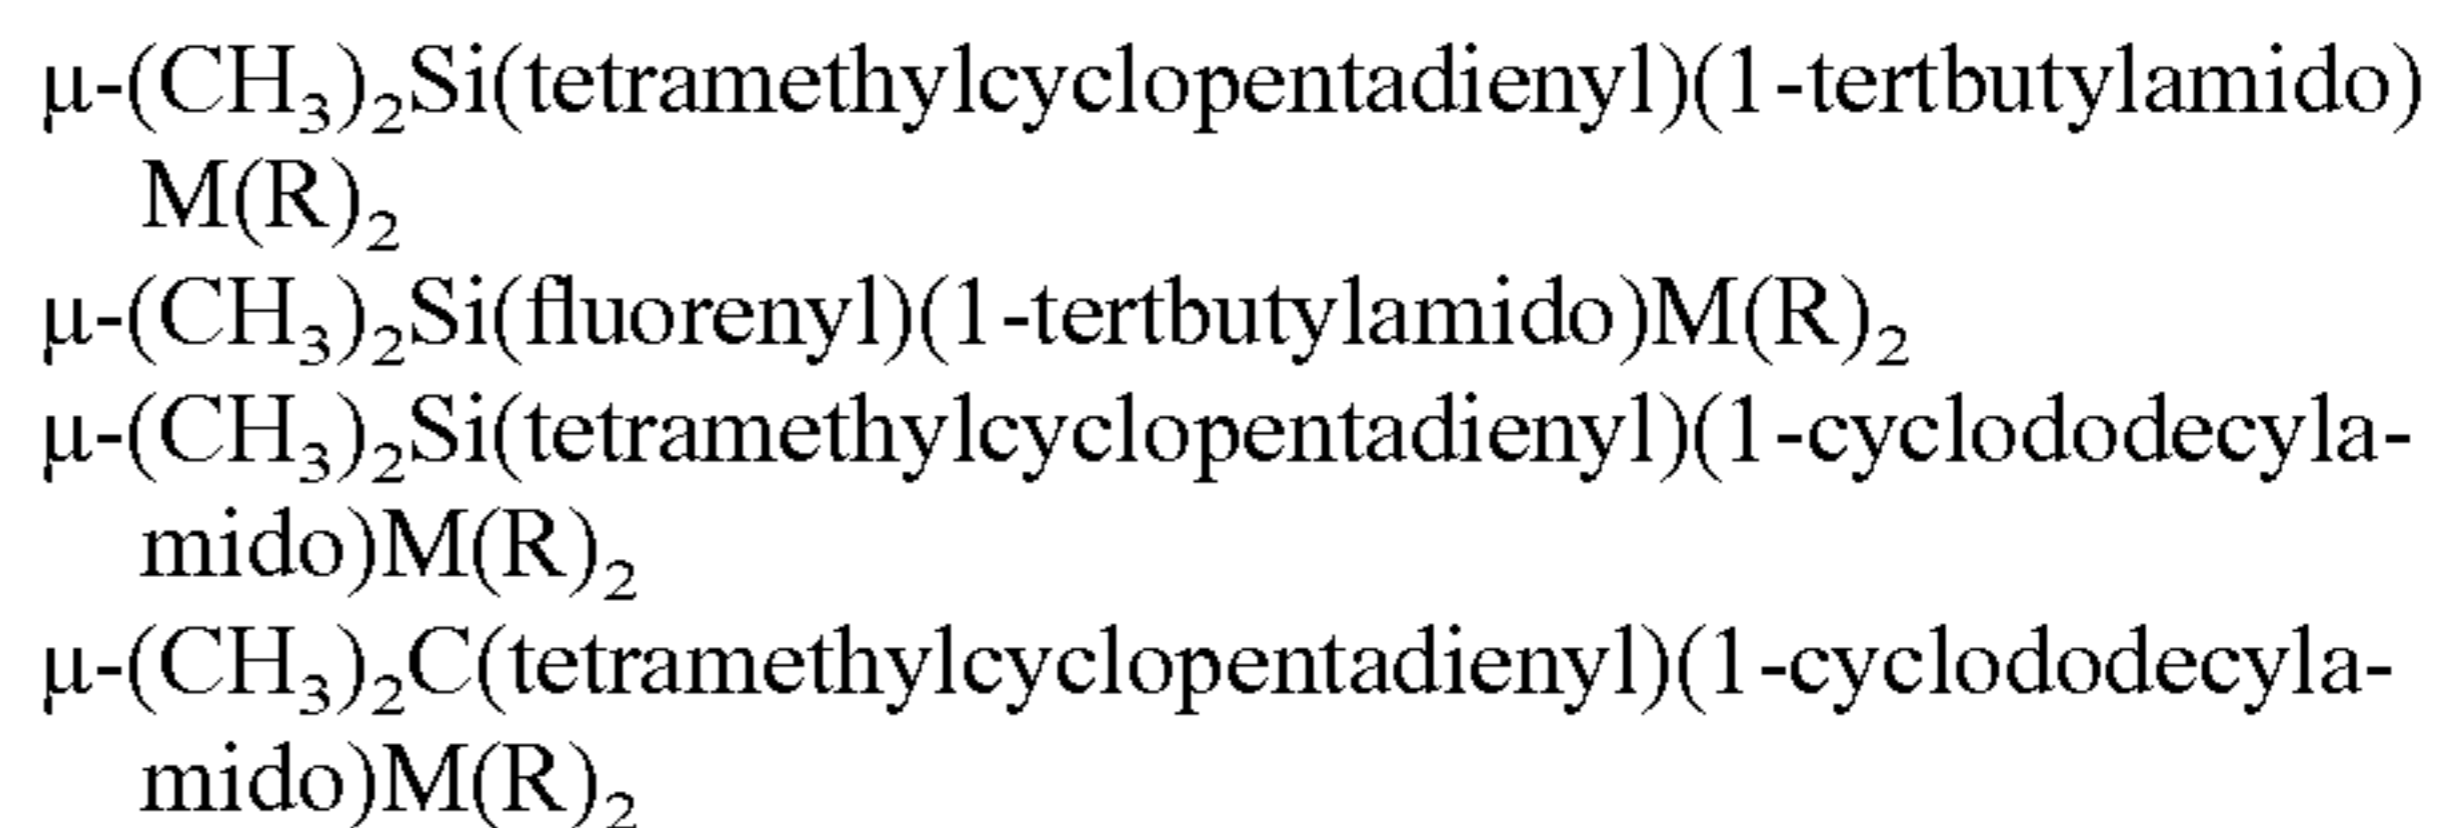 μ-(CH₃)₂Si(tetramethylcyclopentadienyl)(1-tertbutylamido)
M(R)₂
μ-(CH₃)₂Si(fluorenyl)(1-tertbutylamido)M(R)₂
μ-(CH₃)₂Si(tetramethylcyclopentadienyl)(1-cyclododecyla-
mido)M(R)₂
μ-(CH₃)₂C(tetramethylcyclopentadienyl)(1-cyclododecyla-
mido)M(R)₂